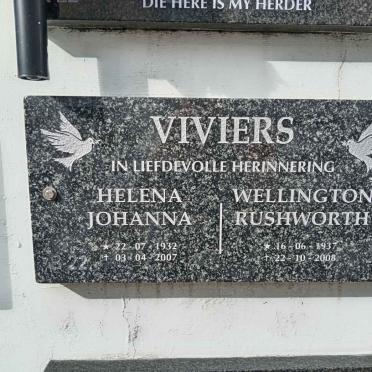 DIE HERE IS MY HERDER
VIVIERS
IN LIEFDEVOLLE HERINNERING
HELENA
JOHANNA
★ 22 - 07 - 1932
✝ 03 - 04 - 2007
WELLINGTON
RUSHWORTH
★ 16 - 06 - 1937
✝ 22 - 10 - 2008